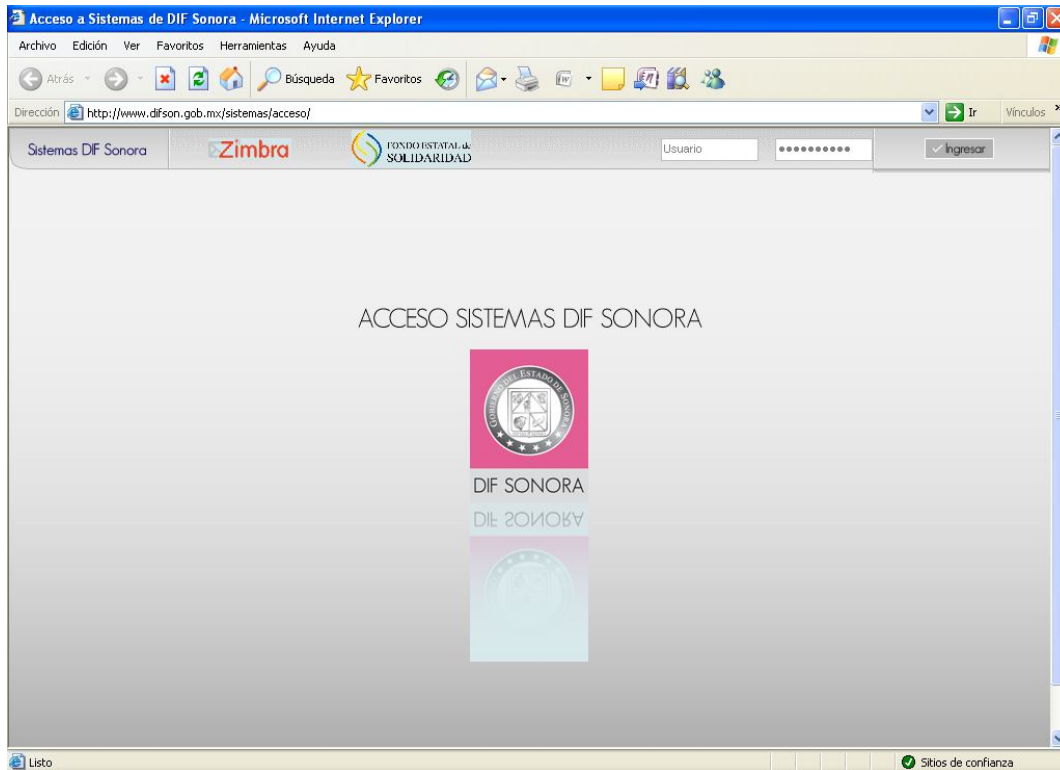 Acceso a Sistemas de DIF Sonora - Microsoft Internet Explorer
Archivo Edición Ver Favoritos Herramientas Ayuda
Atrás Búsqueda Favoritos
Dirección http://www.difson.gob.mx/sistemas/acceso/ Ir Vínculos »
Sistemas DIF Sonora Zimbra FONDO ESTATAL de Usuario •••••••••• Ingresar
SOLIDARIDAD
ACCESO SISTEMAS DIF SONORA
GOBIERNO DEL ESTADO DE SONORA
DIF SONORA
DIF SONORA
Listo Sitios de confianza